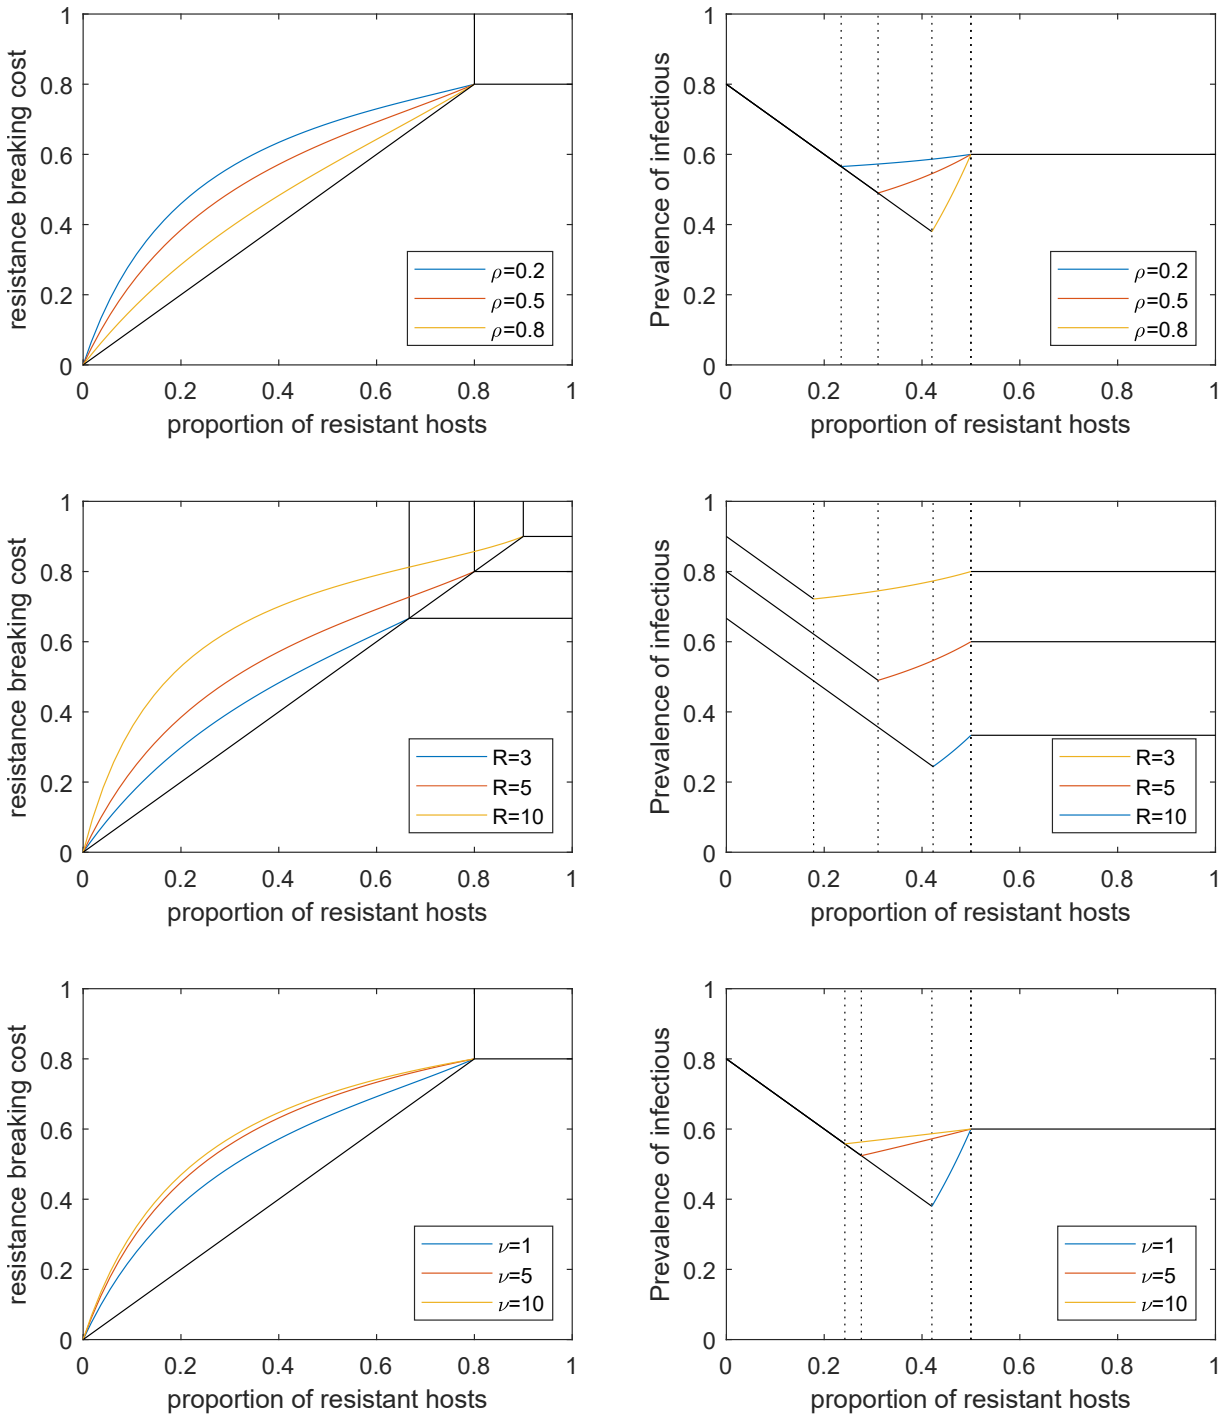 resistance breaking cost
1
0.8
0.6
0.4
0.2
0
0 0.2 0.4 0.6 0.8 1
proportion of resistant hosts
ρ=0.2
ρ=0.5
ρ=0.8
Prevalence of infectious
1
0.8
0.6
0.4
0.2
0
0 0.2 0.4 0.6 0.8 1
proportion of resistant hosts
ρ=0.2
ρ=0.5
ρ=0.8
resistance breaking cost
1
0.8
0.6
0.4
0.2
0
0 0.2 0.4 0.6 0.8 1
proportion of resistant hosts
R=3
R=5
R=10
Prevalence of infectious
1
0.8
0.6
0.4
0.2
0
0 0.2 0.4 0.6 0.8 1
proportion of resistant hosts
R=3
R=5
R=10
resistance breaking cost
1
0.8
0.6
0.4
0.2
0
0 0.2 0.4 0.6 0.8 1
proportion of resistant hosts
ν=1
ν=5
ν=10
Prevalence of infectious
1
0.8
0.6
0.4
0.2
0
0 0.2 0.4 0.6 0.8 1
proportion of resistant hosts
ν=1
ν=5
ν=10